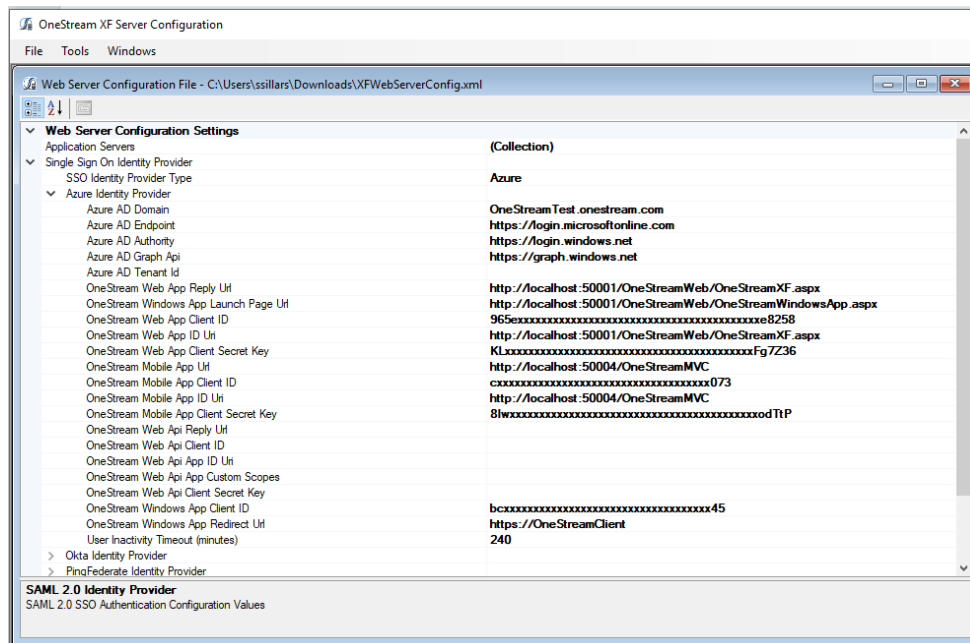 OneStream XF Server Configuration
File Tools Windows
Web Server Configuration File - C:\Users\ssillars\Downloads\XFWebServerConfig.xml
Web Server Configuration Settings
Application Servers (Collection)
Single Sign On Identity Provider
SSO Identity Provider Type Azure
Azure Identity Provider
Azure AD Domain OneStreamTest.onestream.com
Azure AD Endpoint https://login.microsoftonline.com
Azure AD Authority https://login.windows.net
Azure AD Graph Api https://graph.windows.net
Azure AD Tenant Id
OneStream Web App Reply Url http://localhost:50001/OneStreamWeb/OneStreamXF.aspx
OneStream Windows App Launch Page Url http://localhost:50001/OneStreamWeb/OneStreamWindowsApp.aspx
OneStream Web App Client ID 965exxxxxxxxxxxxxxxxxxxxxxxxxxxxxxxxxxxxxxxxxe8258
OneStream Web App ID Uri http://localhost:50001/OneStreamWeb/OneStreamXF.aspx
OneStream Web App Client Secret Key KLxxxxxxxxxxxxxxxxxxxxxxxxxxxxxxxxxxxxxxxxxxFg7Z36
OneStream Mobile App Url http://localhost:50004/OneStreamMVC
OneStream Mobile App Client ID cxxxxxxxxxxxxxxxxxxxxxxxxxxxxxxxxxxxx073
OneStream Mobile App ID Uri http://localhost:50004/OneStreamMVC
OneStream Mobile App Client Secret Key 8lwxxxxxxxxxxxxxxxxxxxxxxxxxxxxxxxxxxxxxxxxxxodTtP
OneStream Web Api Reply Url
OneStream Web Api Client ID
OneStream Web Api App ID Uri
OneStream Web Api App Custom Scopes
OneStream Web Api Client Secret Key
OneStream Windows App Client ID bcxxxxxxxxxxxxxxxxxxxxxxxxxxxxxxxxxxx45
OneStream Windows App Redirect Url https://OneStreamClient
User Inactivity Timeout (minutes) 240
Okta Identity Provider
PingFederate Identity Provider
SAML 2.0 Identity Provider
SAML 2.0 SSO Authentication Configuration Values